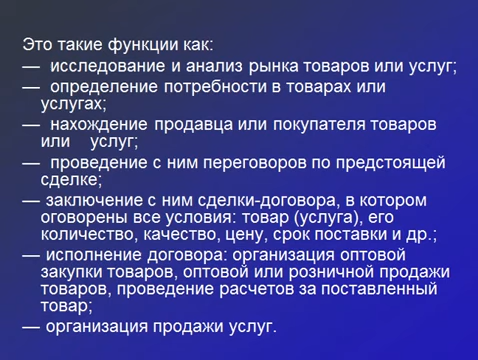 Это такие функции как:
— исследование и анализ рынка товаров или услуг;
— определение потребности в товарах или
услугах;
— нахождение продавца или покупателя товаров
или услуг;
— проведение с ним переговоров по предстоящей
сделке;
— заключение с ним сделки-договора, в котором
оговорены все условия: товар (услуга), его
количество, качество, цену, срок поставки и др.;
— исполнение договора: организация оптовой
закупки товаров, оптовой или розничной продажи
товаров, проведение расчетов за поставленный
товар;
— организация продажи услуг.